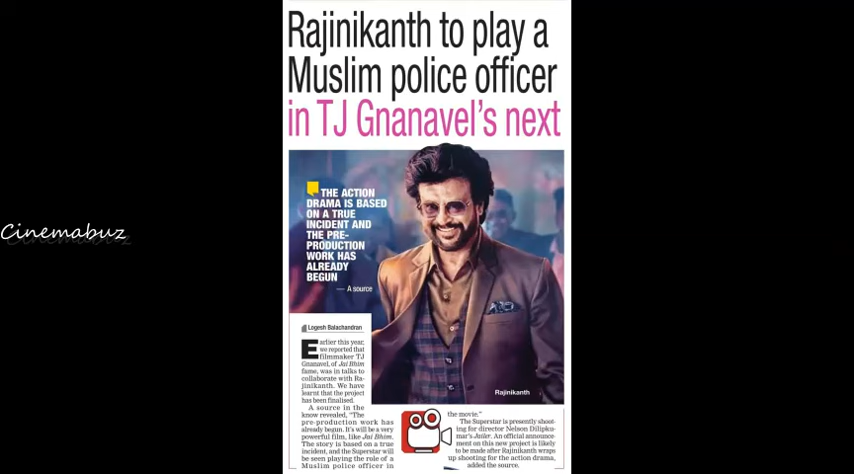 Rajinikanth to play a
Muslim police officer
in TJ Gnanavel's next
Cinemabuz
THE ACTION
DRAMA IS BASED
ON A TRUE
INCIDENT AND
THE PRE-
PRODUCTION
WORK HAS
ALREADY
BEGUN
— A source
Logesh Balachandran
Earlier this year,
we reported that
filmmaker TJ
Gnanavel, of Jai Bhim
fame, was in talks to
collaborate with Ra-
jinikanth. We have
learnt that the project
has been finalised.
A source in the
know revealed, "The
pre-production work has
already begun. It's will be a very
powerful film, like Jai Bhim.
The story is based on a true
incident, and the Superstar will
be seen playing the role of a
Muslim police officer in
Rajinikanth
the movie."
The Superstar is presently shoot-
ing for director Nelson Dilipku-
mar's Jailer. An official announce-
ment on this new project is likely
to be made after Rajinikanth wraps
up shooting for the action drama,
added the source.